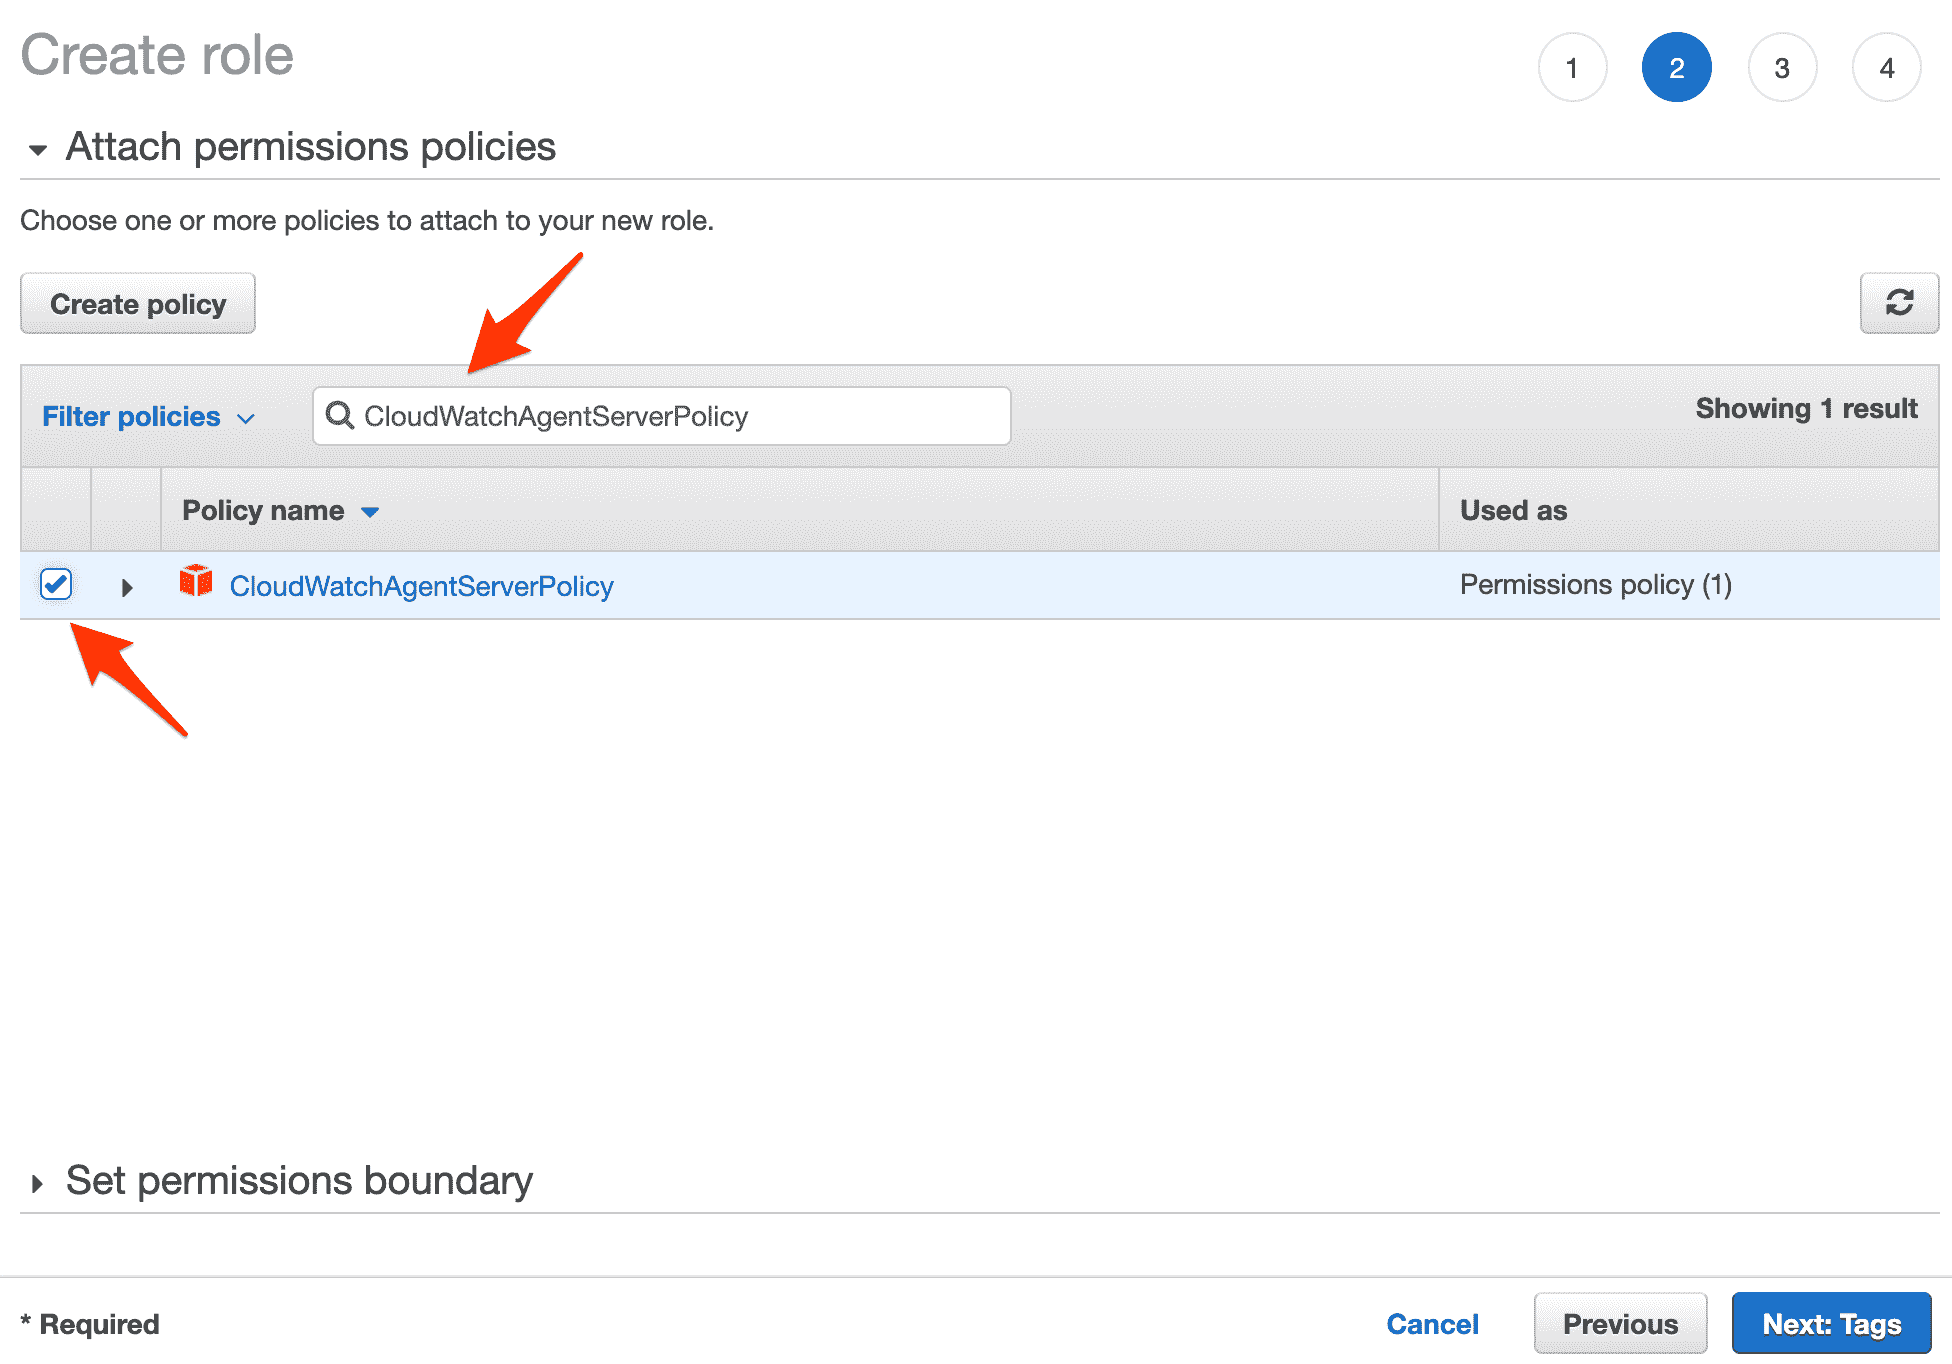 Create role
1 2 3 4
Attach permissions policies
Choose one or more policies to attach to your new role.
Create policy
Filter policies CloudWatchAgentServerPolicy Showing 1 result
Policy name Used as
CloudWatchAgentServerPolicy Permissions policy (1)
Set permissions boundary
* Required Cancel Previous Next: Tags